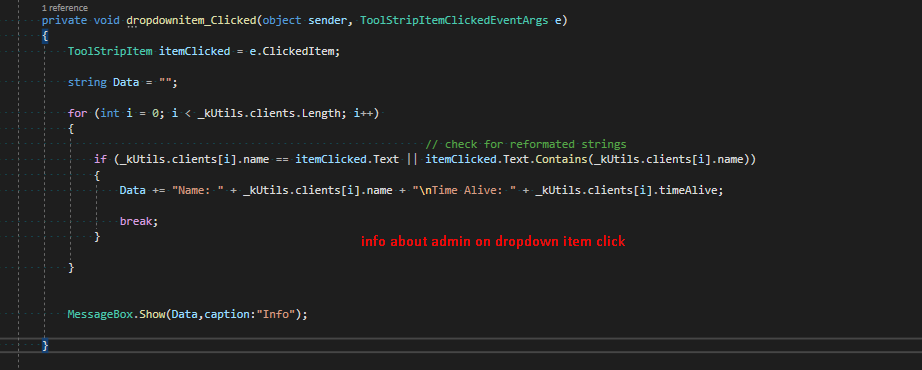 1 reference
private void dropdownitem_Clicked(object sender, ToolStripItemClickedEventArgs e)
{
ToolStripItem itemClicked = e.ClickedItem;
string Data = "";
for (int i = 0; i < _kUtils.clients.Length; i++)
{
// check for reformated strings
if (_kUtils.clients[i].name == itemClicked.Text || itemClicked.Text.Contains(_kUtils.clients[i].name))
{
Data += "Name: " + _kUtils.clients[i].name + "\nTime Alive: " + _kUtils.clients[i].timeAlive;
break;
}
info about admin on dropdown item click
}
MessageBox.Show(Data,caption:"Info");
}